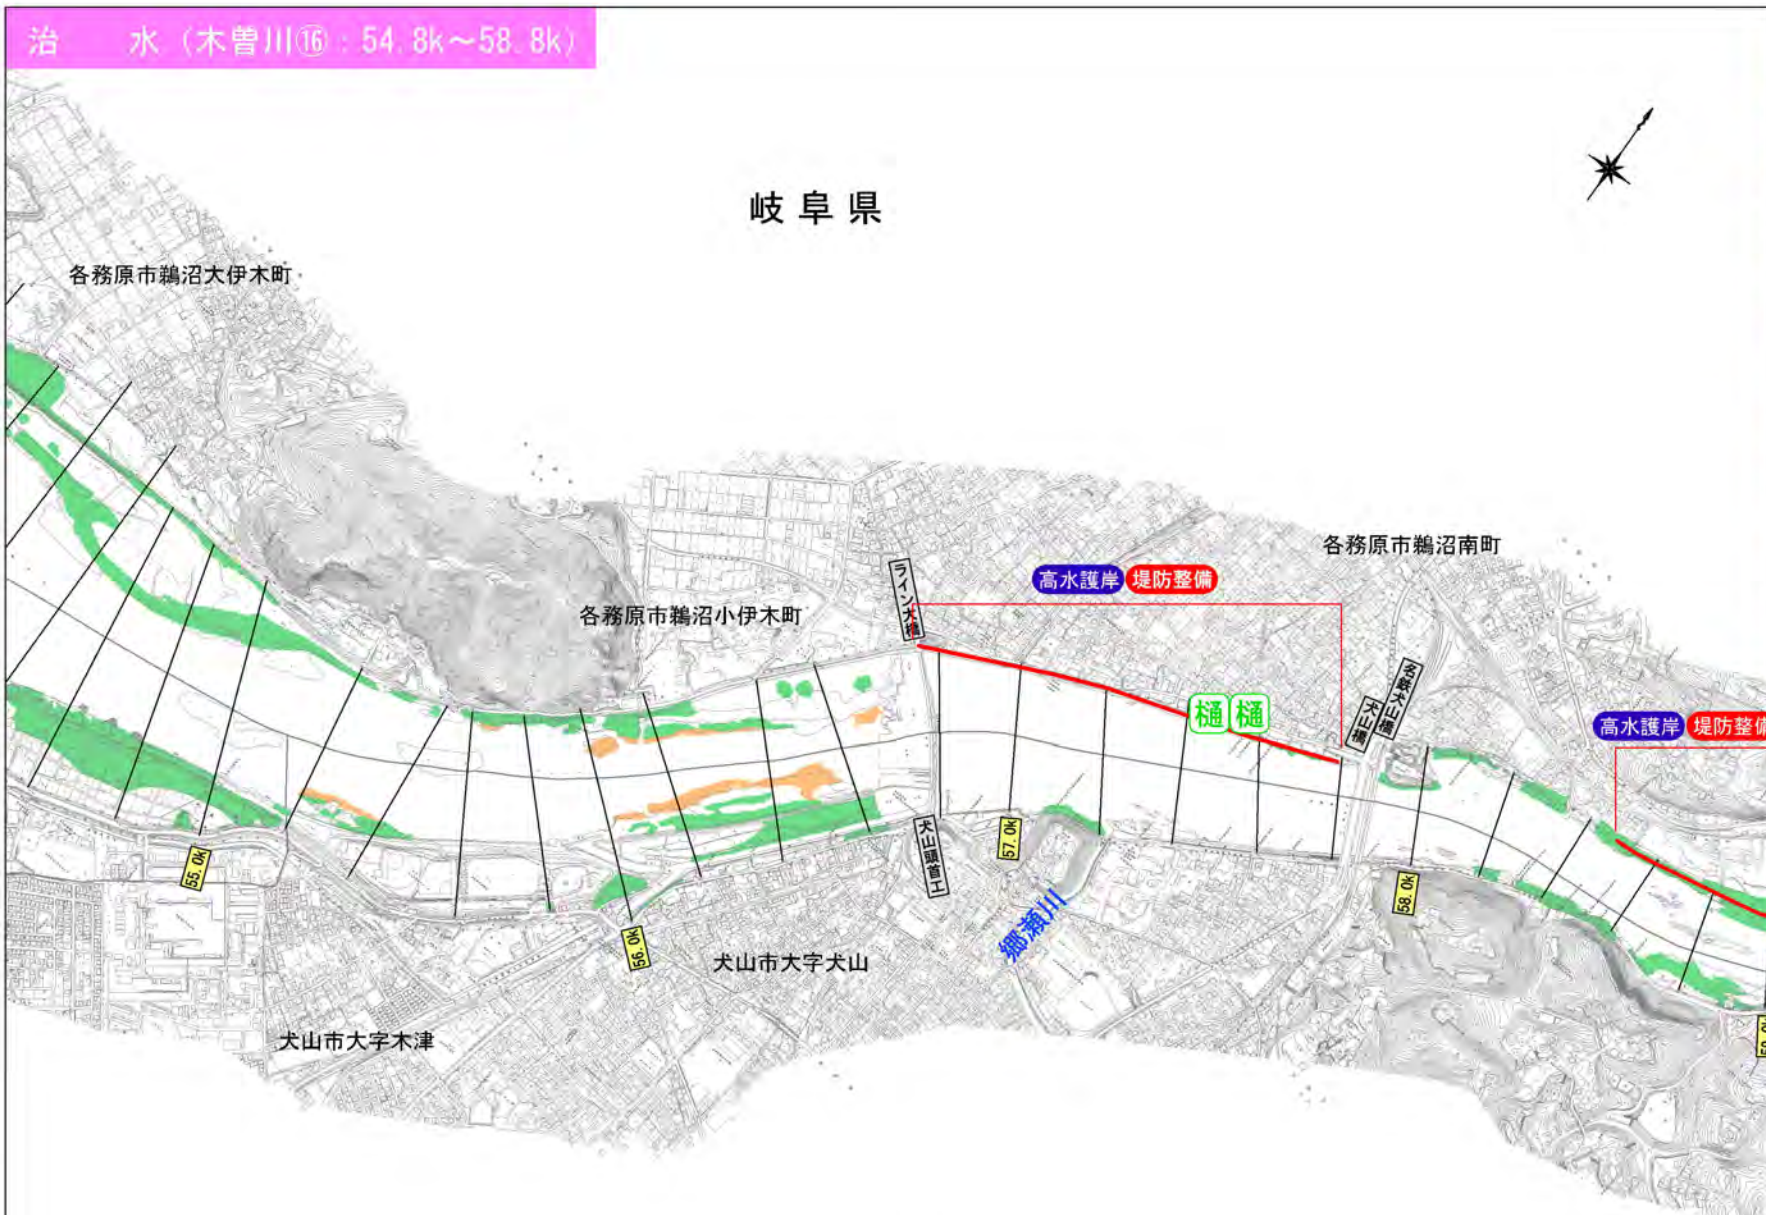 治　　水（木曽川⑯：54.8k～58.8k）
岐阜県
各務原市鵜沼大伊木町
各務原市鵜沼南町
高水護岸 堤防整備
ライン大橋
各務原市鵜沼小伊木町
名鉄犬山橋
犬山橋
樋 樋
高水護岸 堤防整備
犬山頭首工
57.0k
55.0k
58.0k
郷瀬川
56.0k
犬山市大字犬山
犬山市大字木津